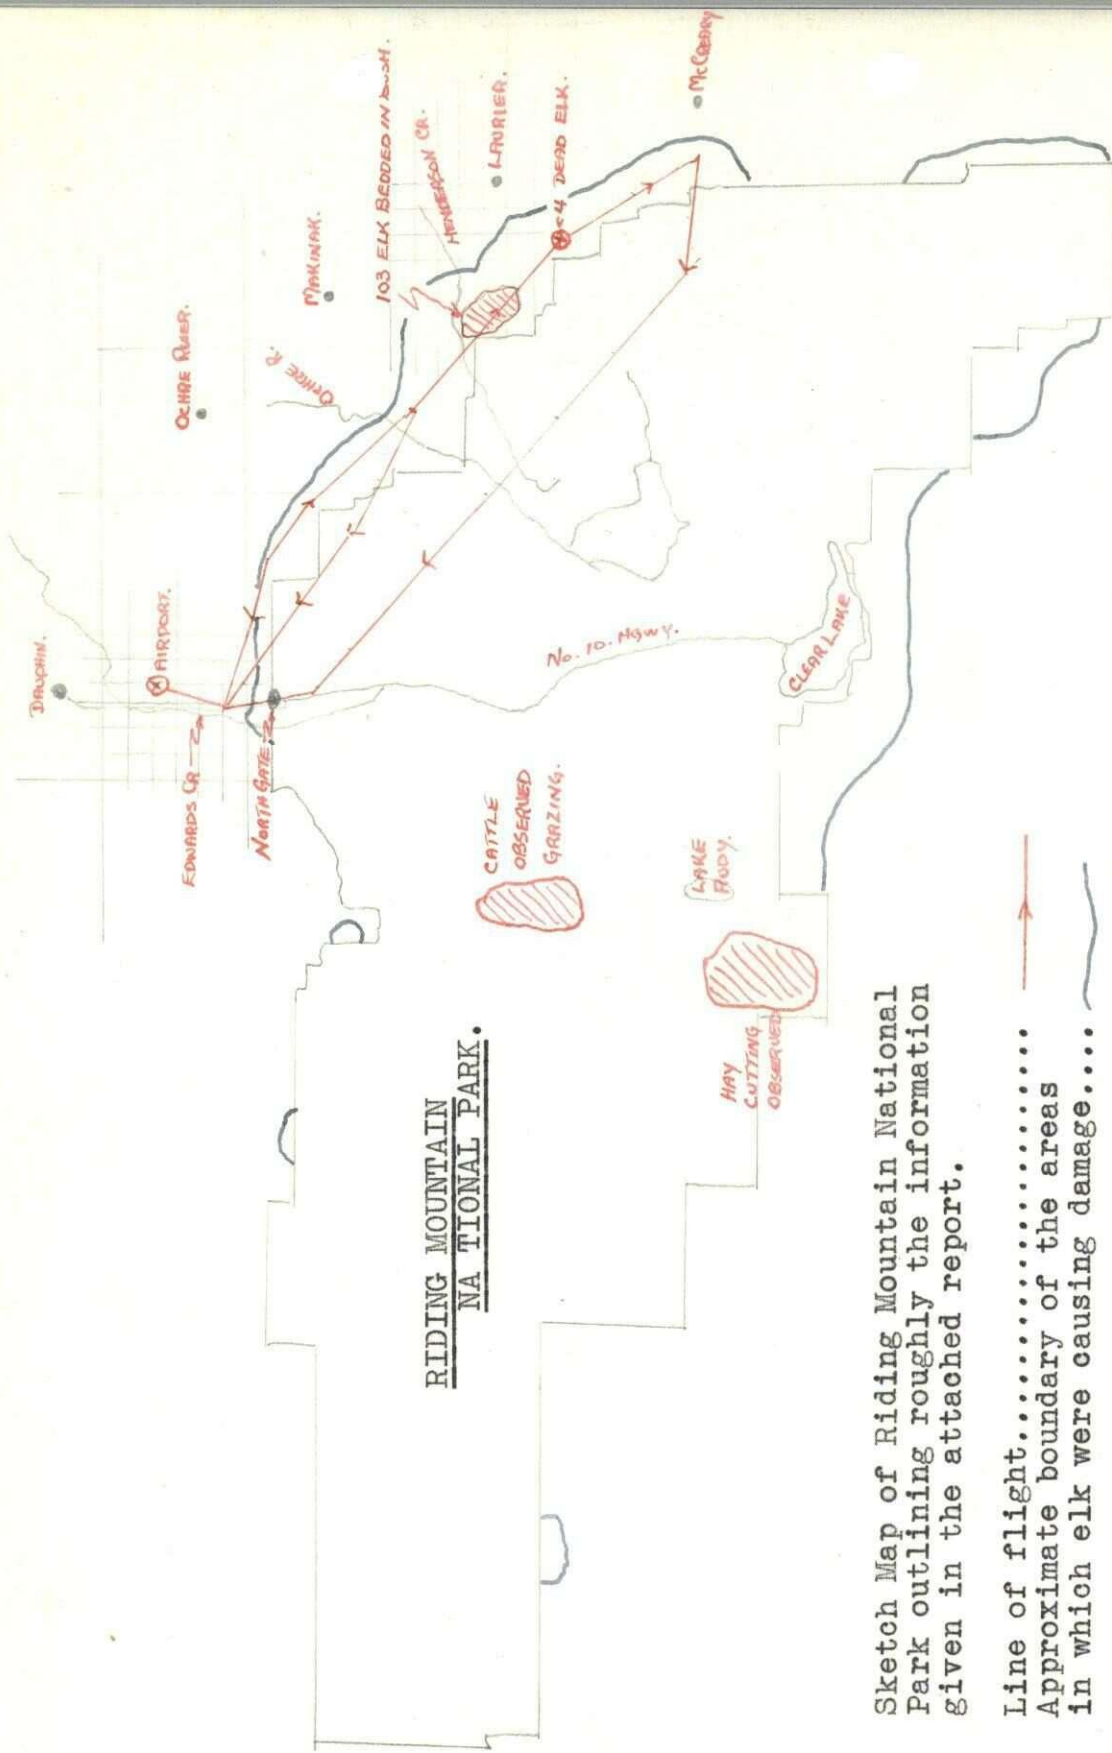 DAUPHIN.
AIRPORT.
EDWARDS CR
NORTH GATE
OCHRE RIVER.
OCHRE R.
MAKINAK.
103 ELK BEDDED IN BUSH.
HENDERSON CR.
LAURIER.
4 DEAD ELK.
McCREARY
No. 10. HGWY.
CLEAR LAKE
CATTLE
OBSERVED
GRAZING.
LAKE
AUDY.
HAY
CUTTING
OBSERVED
RIDING MOUNTAIN
NA TIONAL PARK.
Sketch Map of Riding Mountain National
Park outlining roughly the information
given in the attached report.
Line of flight..............................
Approximate boundary of the areas
in which elk were causing damage....